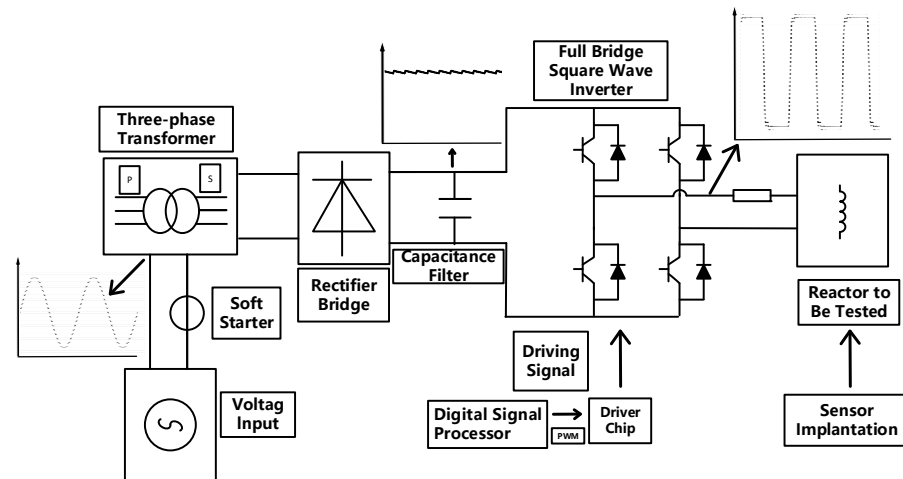 Full Bridge
Square Wave
Inverter
Three-phase
Transformer
P
S
Capacitance
Filter
Rectifier
Bridge
Soft
Starter
Reactor to
Be Tested
Driving
Signal
Voltag
Input
Digital Signal
Processor
PWM
Driver
Chip
Sensor
Implantation